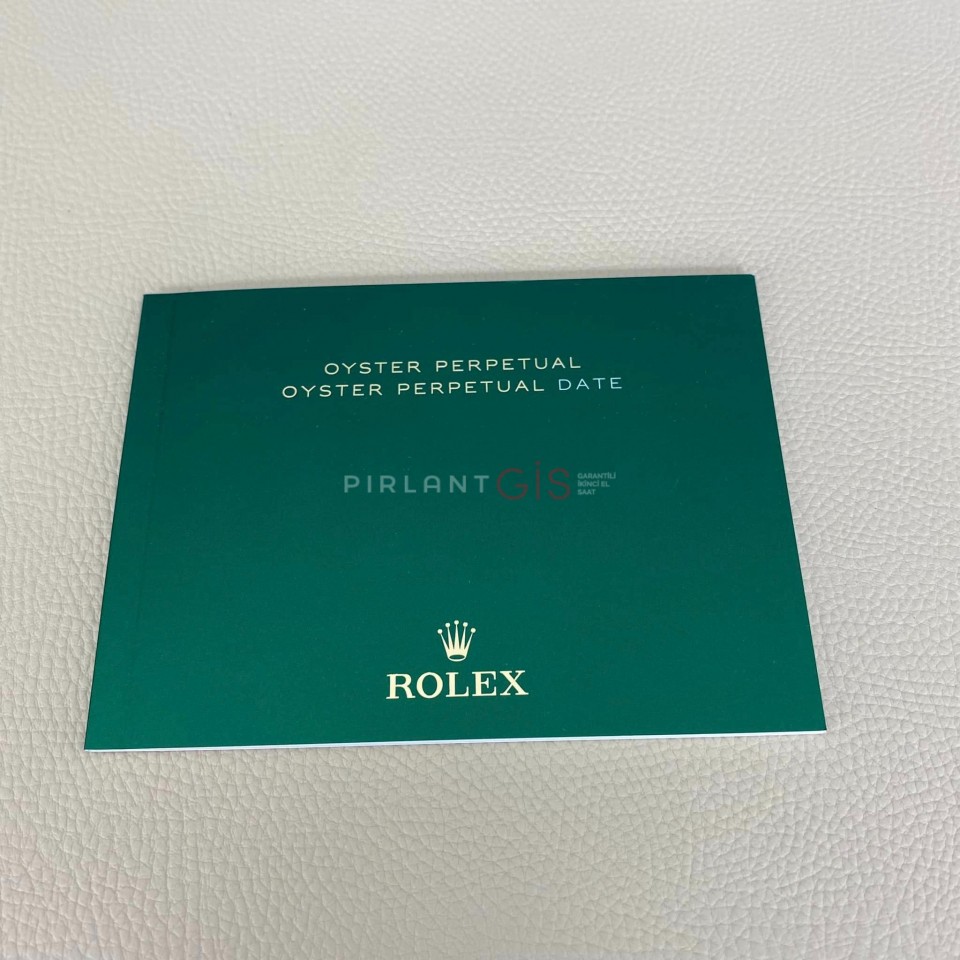 OYSTER PERPETUAL
OYSTER PERPETUAL DATE
PIRLANTGİS
GARANTİLİ
İKİNCİ EL
SAAT
ROLEX